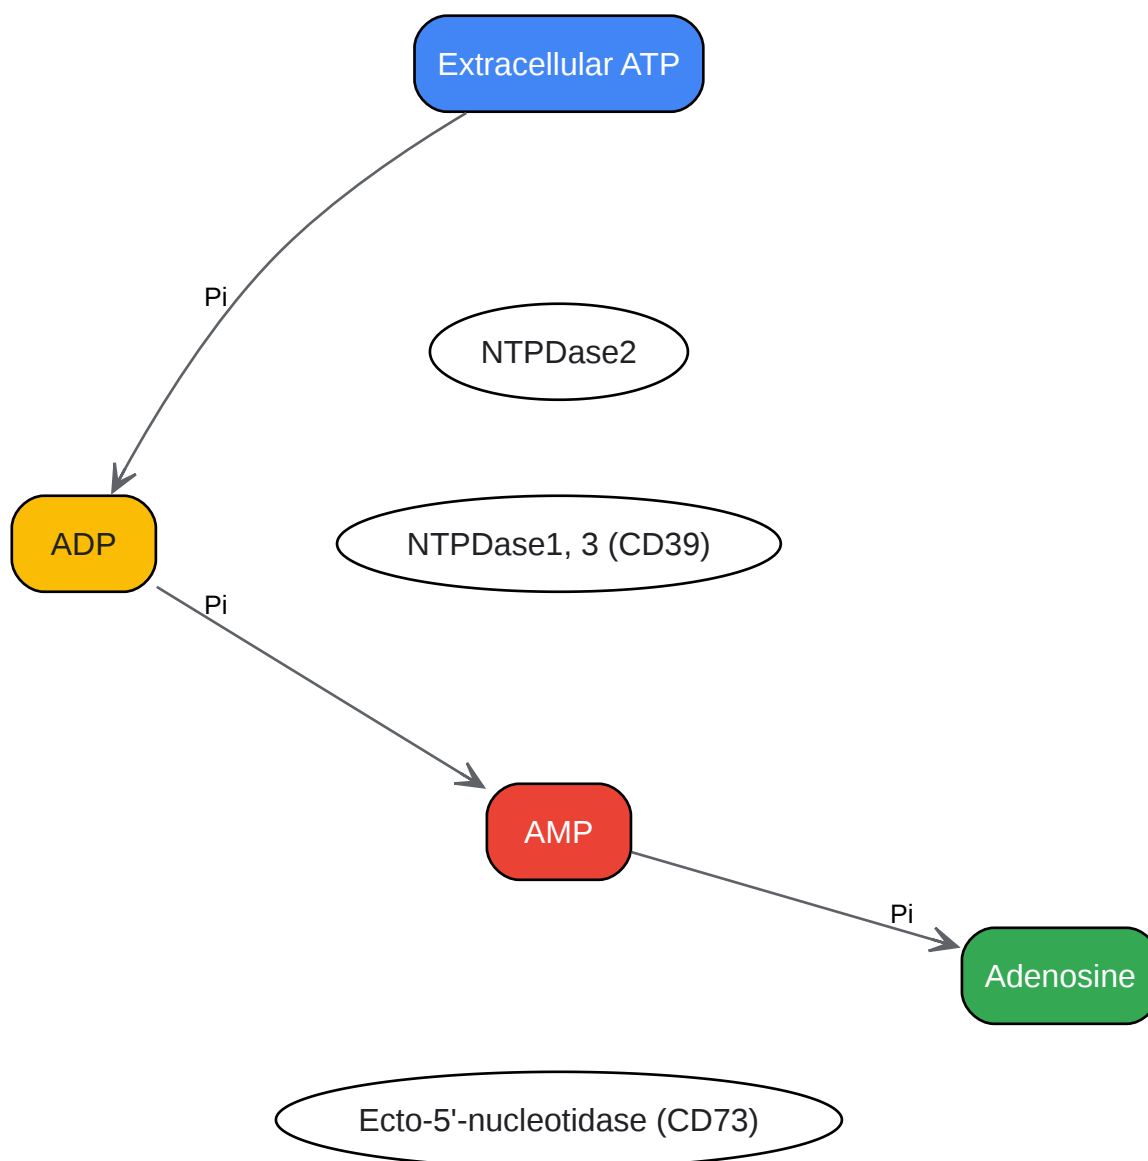 Extracellular ATP
Pi
NTPDase2
ADP
NTPDase1, 3 (CD39)
Pi
AMP
Pi
Adenosine
Ecto-5'-nucleotidase (CD73)